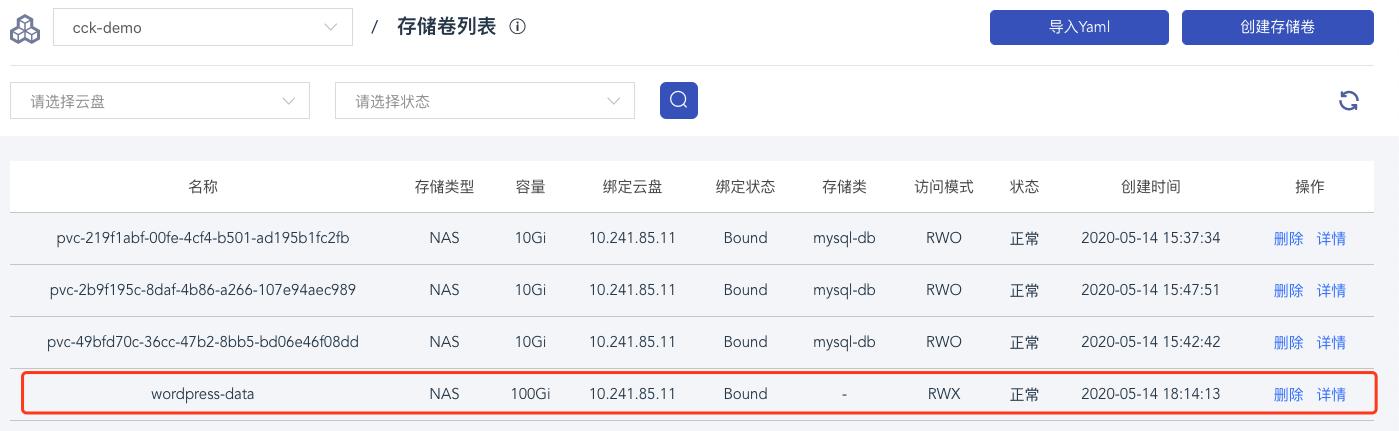 cck-demo / 存储卷列表 导入Yaml 创建存储卷
请选择云盘 请选择状态
名称 存储类型 容量 绑定云盘 绑定状态 存储类 访问模式 状态 创建时间 操作
pvc-219f1abf-00fe-4cf4-b501-ad195b1fc2fb NAS 10Gi 10.241.85.11 Bound mysql-db RWO 正常 2020-05-14 15:37:34 删除 详情
pvc-2b9f195c-8daf-4b86-a266-107e94aec989 NAS 10Gi 10.241.85.11 Bound mysql-db RWO 正常 2020-05-14 15:47:51 删除 详情
pvc-49bfd70c-36cc-47b2-8bb5-bd06e46f08dd NAS 10Gi 10.241.85.11 Bound mysql-db RWO 正常 2020-05-14 15:42:42 删除 详情
wordpress-data NAS 100Gi 10.241.85.11 Bound - RWX 正常 2020-05-14 18:14:13 删除 详情